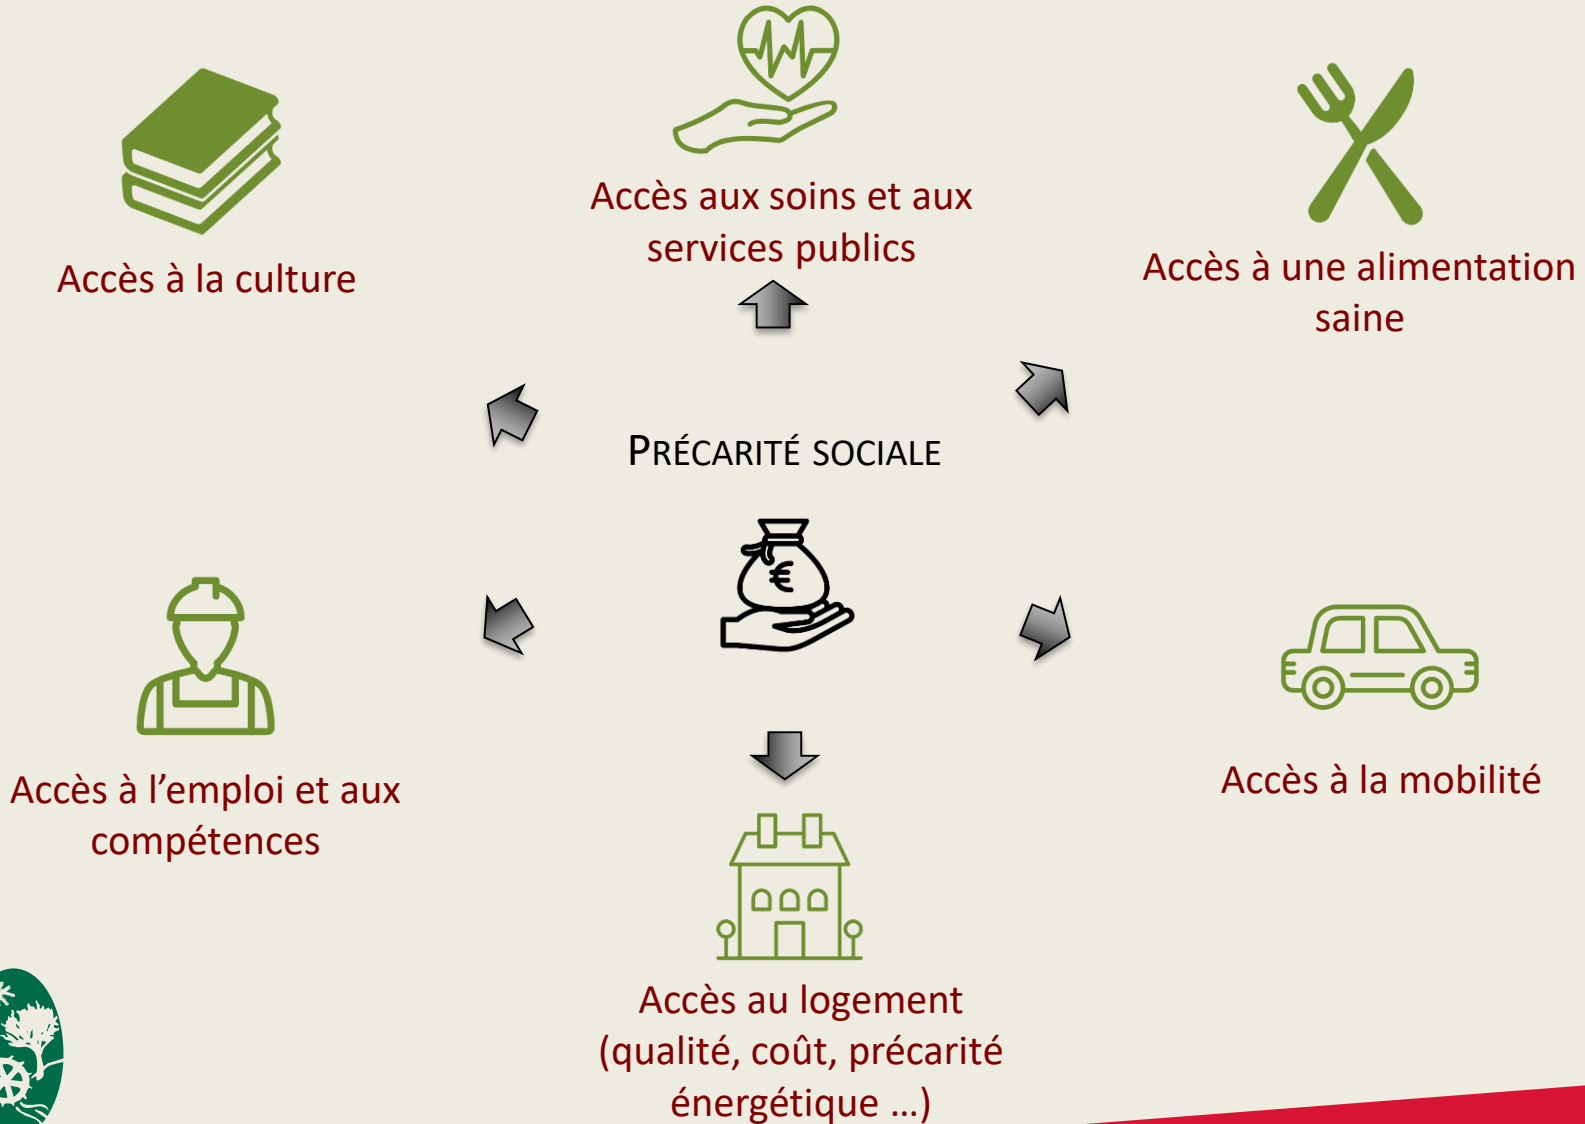 Accès à la culture
Accès aux soins et aux
services publics
Accès à une alimentation
saine
PRÉCARITÉ SOCIALE
€
Accès à l’emploi et aux
compétences
Accès à la mobilité
Accès au logement
(qualité, coût, précarité
énergétique ...)